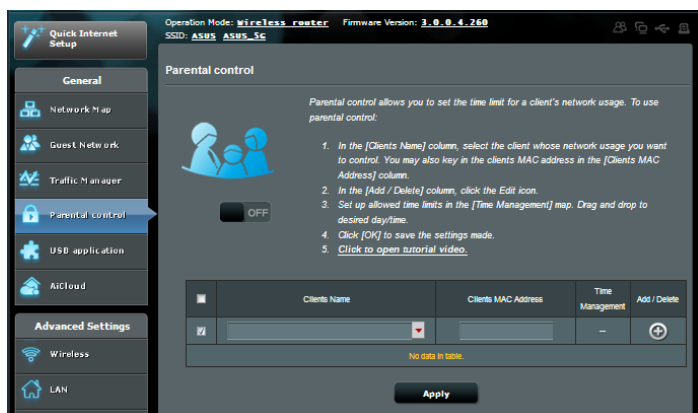 Quick Internet
Setup
Operation Mode: Wireless router Firmware Version: 3.0.0.4.260
SSID: ASUS ASUS_5G
General
Network Map
Guest Network
Traffic Manager
Parental control
USB application
AiCloud
Advanced Settings
Wireless
LAN
Parental control
Parental control allows you to set the time limit for a client's network usage. To use
parental control:
1. In the [Clients Name] column, select the client whose network usage you want
to control. You may also key in the clients MAC address in the [Clients MAC
Address] column.
2. In the [Add / Delete] column, click the Edit icon.
3. Set up allowed time limits in the [Time Management] map. Drag and drop to
desired day/time.
4. Click [OK] to save the settings made.
5. Click to open tutorial video.
OFF
Clients Name Clients MAC Address Time Management Add / Delete
–
No data in table.
Apply